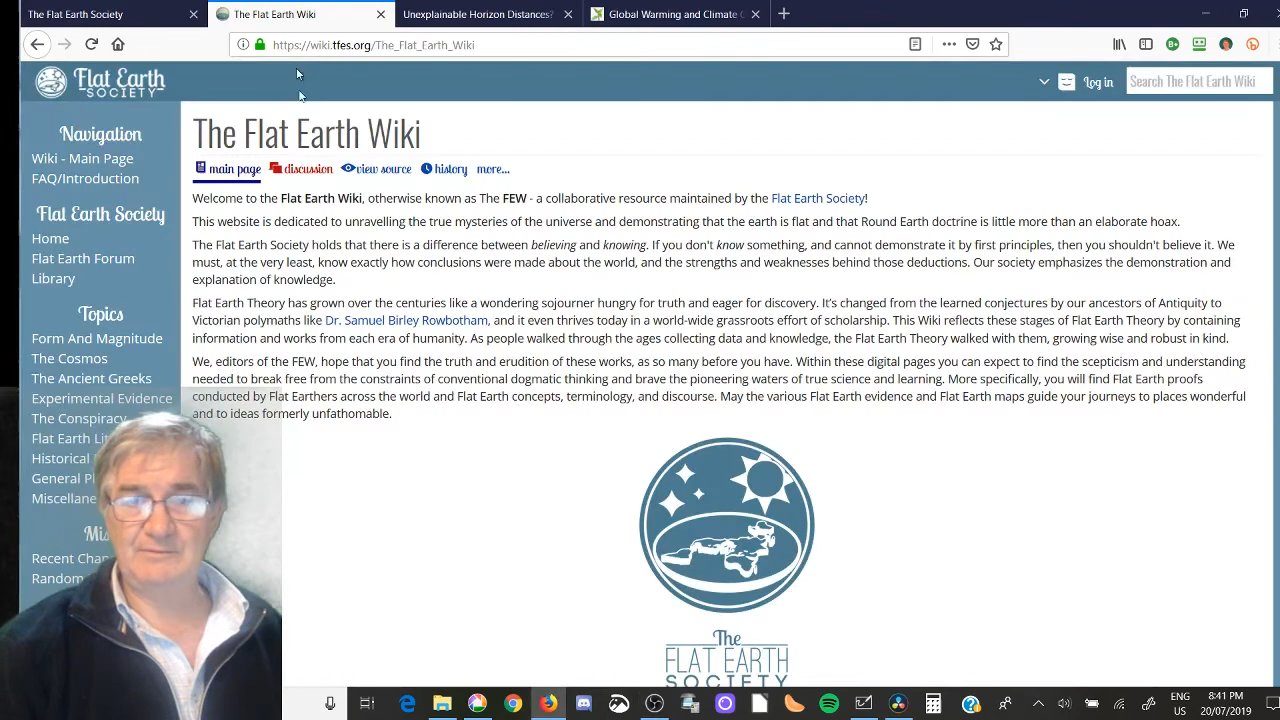 The Flat Earth Society
The Flat Earth Wiki
Unexplainable Horizon Distances?
Global Warming and Climate C
https://wiki.tfes.org/The_Flat_Earth_Wiki
Flat Earth
SOCIETY
Log in
Search The Flat Earth Wiki
Navigation
Wiki - Main Page
FAQ/Introduction
Flat Earth Society
Home
Flat Earth Forum
Library
Topics
Form And Magnitude
The Cosmos
The Ancient Greeks
Experimental Evidence
The Conspiracy
Flat Earth Lit
Historical
General P
Miscellane
Mis
Recent Chan
Random
The Flat Earth Wiki
main page
discussion
view source
history
more...
Welcome to the Flat Earth Wiki, otherwise known as The FEW - a collaborative resource maintained by the Flat Earth Society!
This website is dedicated to unravelling the true mysteries of the universe and demonstrating that the earth is flat and that Round Earth doctrine is little more than an elaborate hoax.
The Flat Earth Society holds that there is a difference between believing and knowing. If you don't know something, and cannot demonstrate it by first principles, then you shouldn't believe it. We
must, at the very least, know exactly how conclusions were made about the world, and the strengths and weaknesses behind those deductions. Our society emphasizes the demonstration and
explanation of knowledge.
Flat Earth Theory has grown over the centuries like a wondering sojourner hungry for truth and eager for discovery. It's changed from the learned conjectures by our ancestors of Antiquity to
Victorian polymaths like Dr. Samuel Birley Rowbotham, and it even thrives today in a world-wide grassroots effort of scholarship. This Wiki reflects these stages of Flat Earth Theory by containing
information and works from each era of humanity. As people walked through the ages collecting data and knowledge, the Flat Earth Theory walked with them, growing wise and robust in kind.
We, editors of the FEW, hope that you find the truth and erudition of these works, as so many before you have. Within these digital pages you can expect to find the scepticism and understanding
needed to break free from the constraints of conventional dogmatic thinking and brave the pioneering waters of true science and learning. More specifically, you will find Flat Earth proofs
conducted by Flat Earthers across the world and Flat Earth concepts, terminology, and discourse. May the various Flat Earth evidence and Flat Earth maps guide your journeys to places wonderful
and to ideas formerly unfathomable.
The
FLAT EARTH
SOCIETY
ENG
US
8:41 PM
20/07/2019